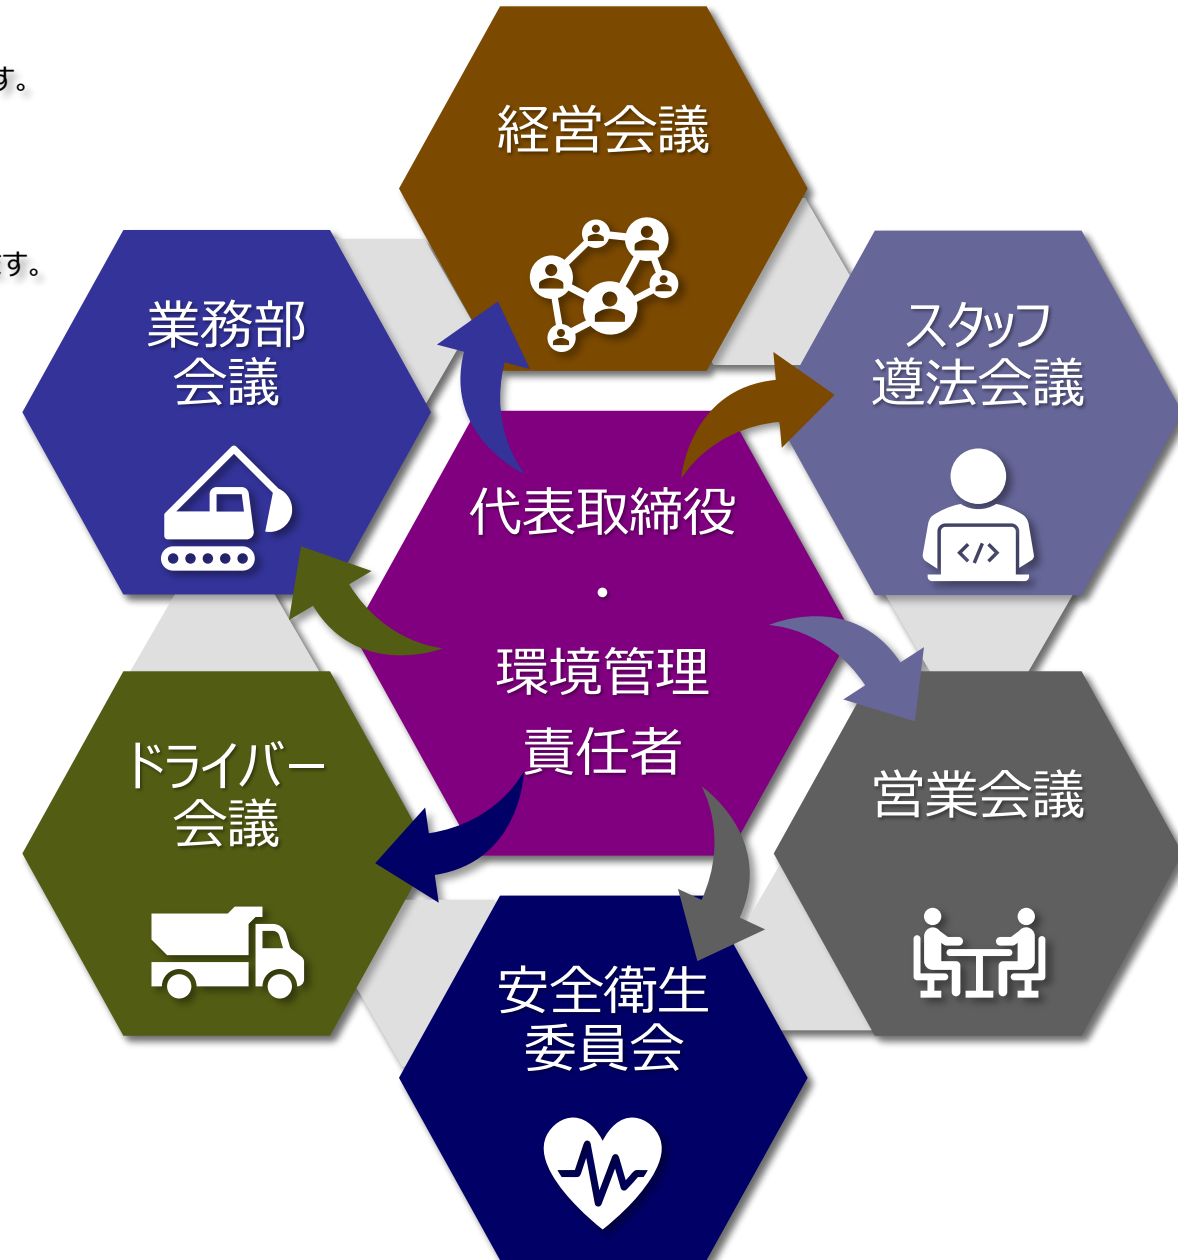 す。
経営会議
す。
業務部
会議
スタッフ
遵法会議
代表取締役
・
環境管理
責任者
ドライバー
会議
営業会議
安全衛生
委員会